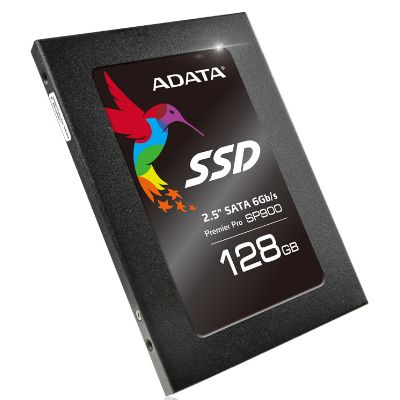 ADATA
SSD
2.5" SATA 6Gb/s
Premier Pro SP900
128GB